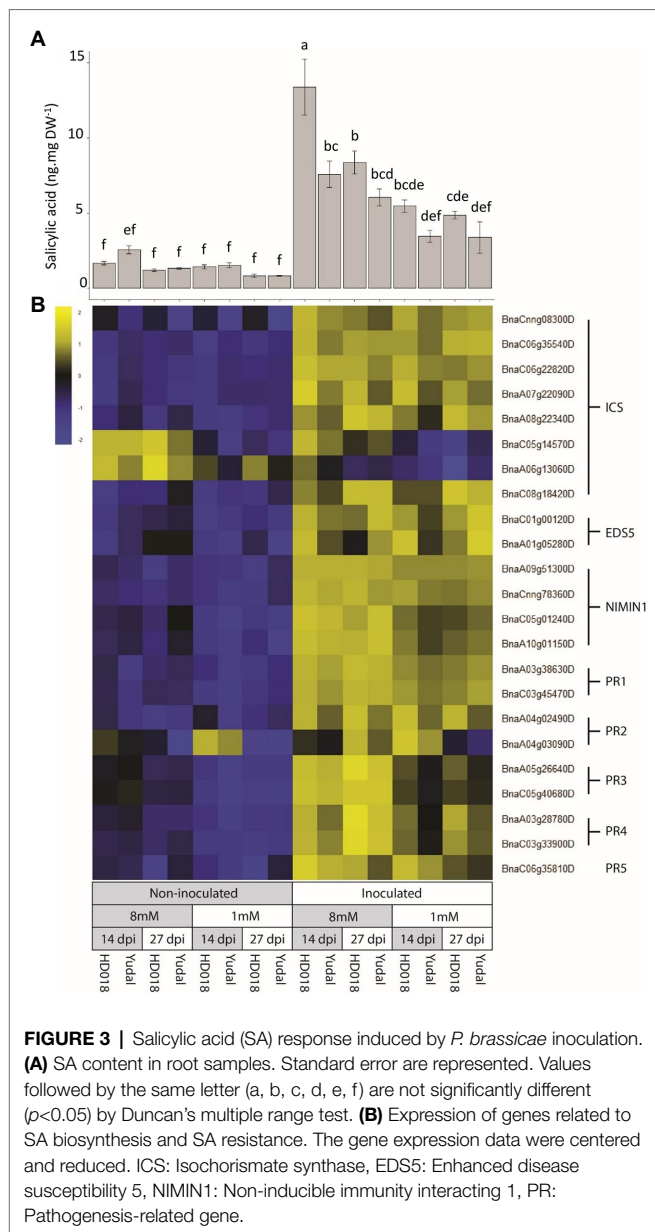 A
Salicylic acid (ng.mg DW-1)
15
10
5
0
f
ef
f
f
f
f
f
f
a
bc
b
bcd
bcde
def
cde
def
B
2
1
0
-1
-2
BnaCnng08300D
BnaC06g35540D
BnaC06g22820D
BnaA07g22090D
BnaA08g22340D
BnaC05g14570D
BnaA06g13060D
BnaC08g18420D
ICS
BnaC01g00120D
BnaA01g05280D
EDS5
BnaA09g51300D
BnaCnng78360D
BnaC05g01240D
BnaA10g01150D
NIMIN1
BnaA03g38630D
BnaC03g45470D
PR1
BnaA04g02490D
BnaA04g03090D
PR2
BnaA05g26640D
BnaC05g40680D
PR3
BnaA03g28780D
BnaC03g33900D
PR4
BnaC06g35810D
PR5
Non-inoculated Inoculated
8mM 1mM 8mM 1mM
14 dpi 27 dpi 14 dpi 27 dpi 14 dpi 27 dpi 14 dpi 27 dpi
HD018 Yudal HD018 Yudal HD018 Yudal HD018 Yudal HD018 Yudal HD018 Yudal HD018 Yudal HD018 Yudal
FIGURE 3 | Salicylic acid (SA) response induced by P. brassicae inoculation.
(A) SA content in root samples. Standard error are represented. Values
followed by the same letter (a, b, c, d, e, f) are not significantly different
(p<0.05) by Duncan's multiple range test. (B) Expression of genes related to
SA biosynthesis and SA resistance. The gene expression data were centered
and reduced. ICS: Isochorismate synthase, EDS5: Enhanced disease
susceptibility 5, NIMIN1: Non-inducible immunity interacting 1, PR:
Pathogenesis-related gene.